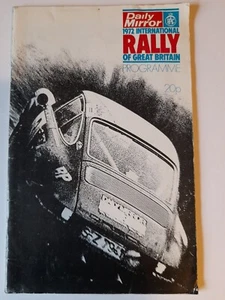 Daily
Mirror
1972 INTERNATIONAL
RALLY
OF GREAT BRITAIN
PROGRAMME
20p